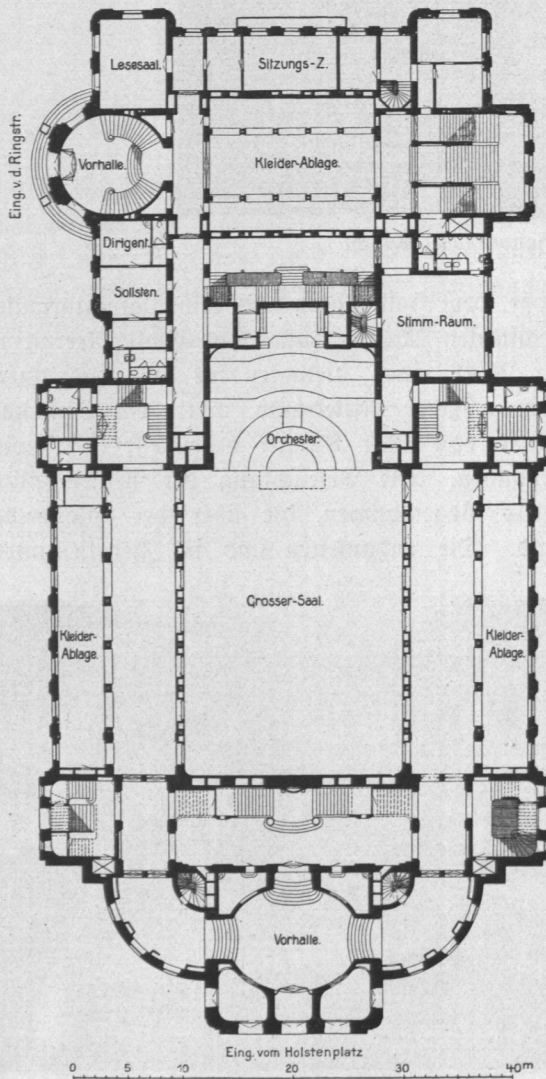 Lesesaal.
Sitzungs-Z.
Eing. v. d. Ringstr.
Vorhalle.
Kleider-Ablage.
Dirigent.
Solisten.
Stimm-Raum.
Orchester.
Grosser-Saal.
Kleider-
Ablage.
Kleider-
Ablage.
Vorhalle.
Eing. vom Holstenplatz
0 5 10 20 30 40m